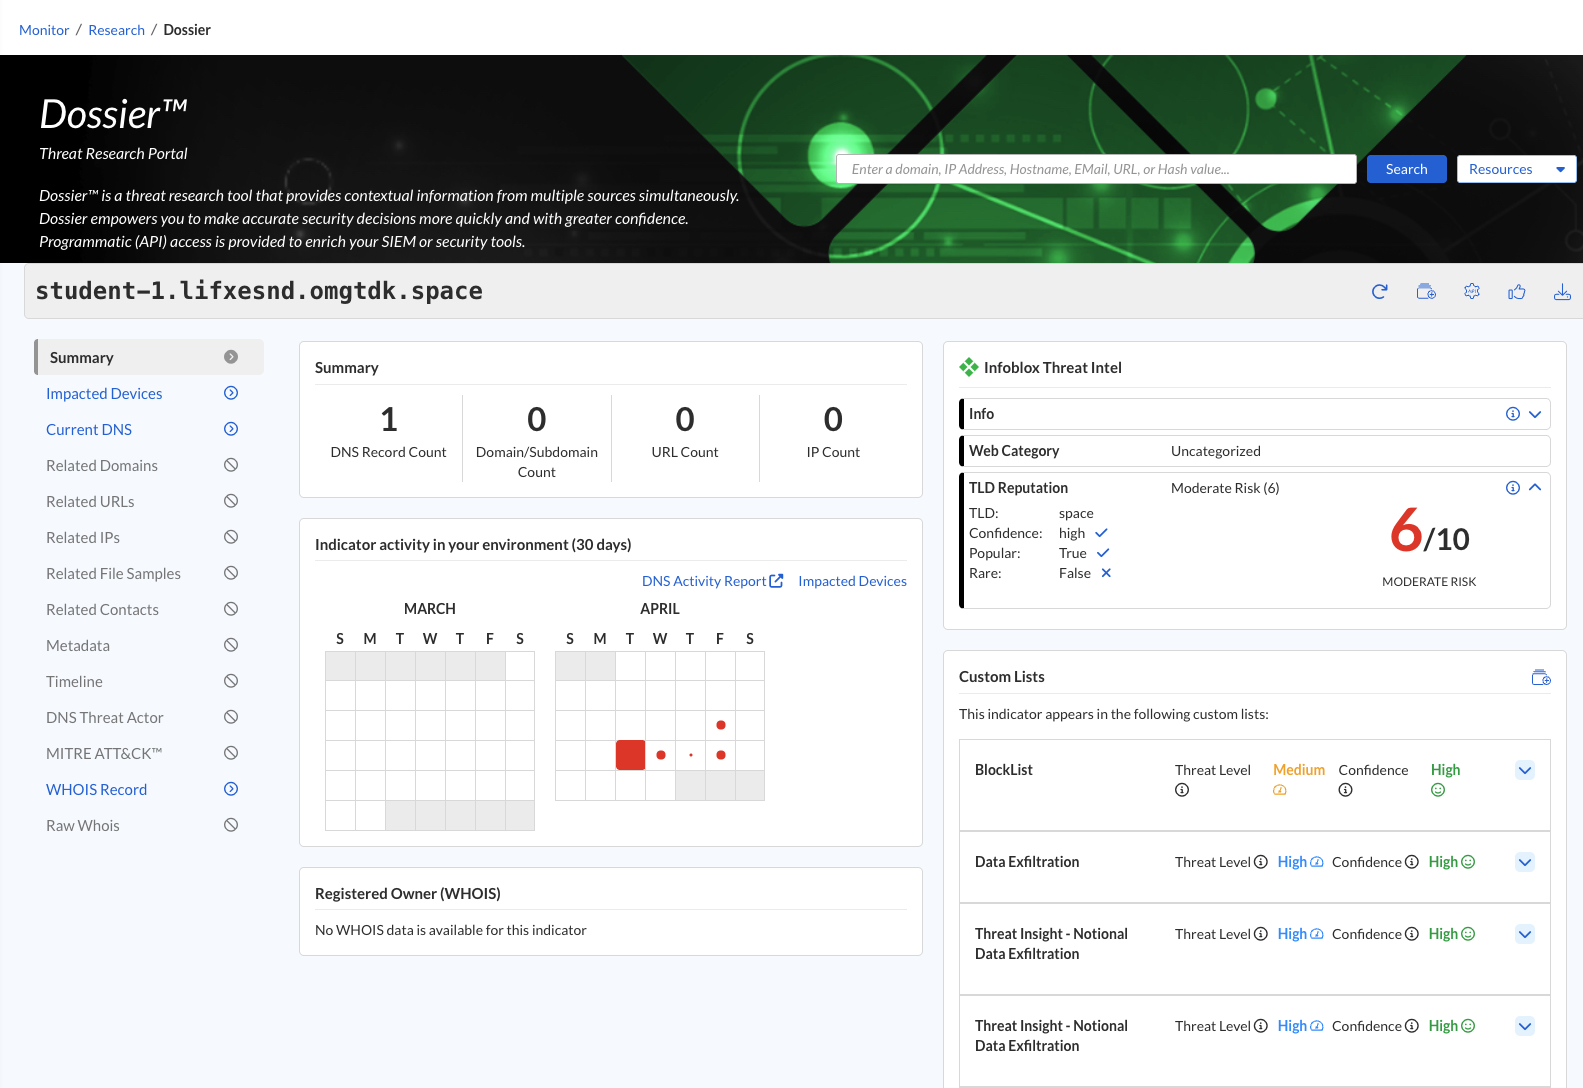 Monitor / Research / Dossier
Dossier™
Threat Research Portal
Dossier™ is a threat research tool that provides contextual information from multiple sources simultaneously.
Dossier empowers you to make accurate security decisions more quickly and with greater confidence.
Programmatic (API) access is provided to enrich your SIEM or security tools.
Enter a domain, IP Address, Hostname, EMail, URL, or Hash value...
Search
Resources
student-1.lifxesnd.omgtdk.space
Summary
Impacted Devices
Current DNS
Related Domains
Related URLs
Related IPs
Related File Samples
Related Contacts
Metadata
Timeline
DNS Threat Actor
MITRE ATT&CK™
WHOIS Record
Raw Whois
Summary
1 0 0 0
DNS Record Count Domain/Subdomain URL Count IP Count
Count
Indicator activity in your environment (30 days)
DNS Activity Report Impacted Devices
MARCH APRIL
S M T W T F S S M T W T F S
Registered Owner (WHOIS)
No WHOIS data is available for this indicator
Infoblox Threat Intel
Info
Web Category Uncategorized
TLD Reputation Moderate Risk (6)
TLD: space
Confidence: high
Popular: True
Rare: False
6/10
MODERATE RISK
Custom Lists
This indicator appears in the following custom lists:
BlockList Threat Level Medium Confidence High
Data Exfiltration Threat Level High Confidence High
Threat Insight - Notional Threat Level High Confidence High
Data Exfiltration
Threat Insight - Notional Threat Level High Confidence High
Data Exfiltration